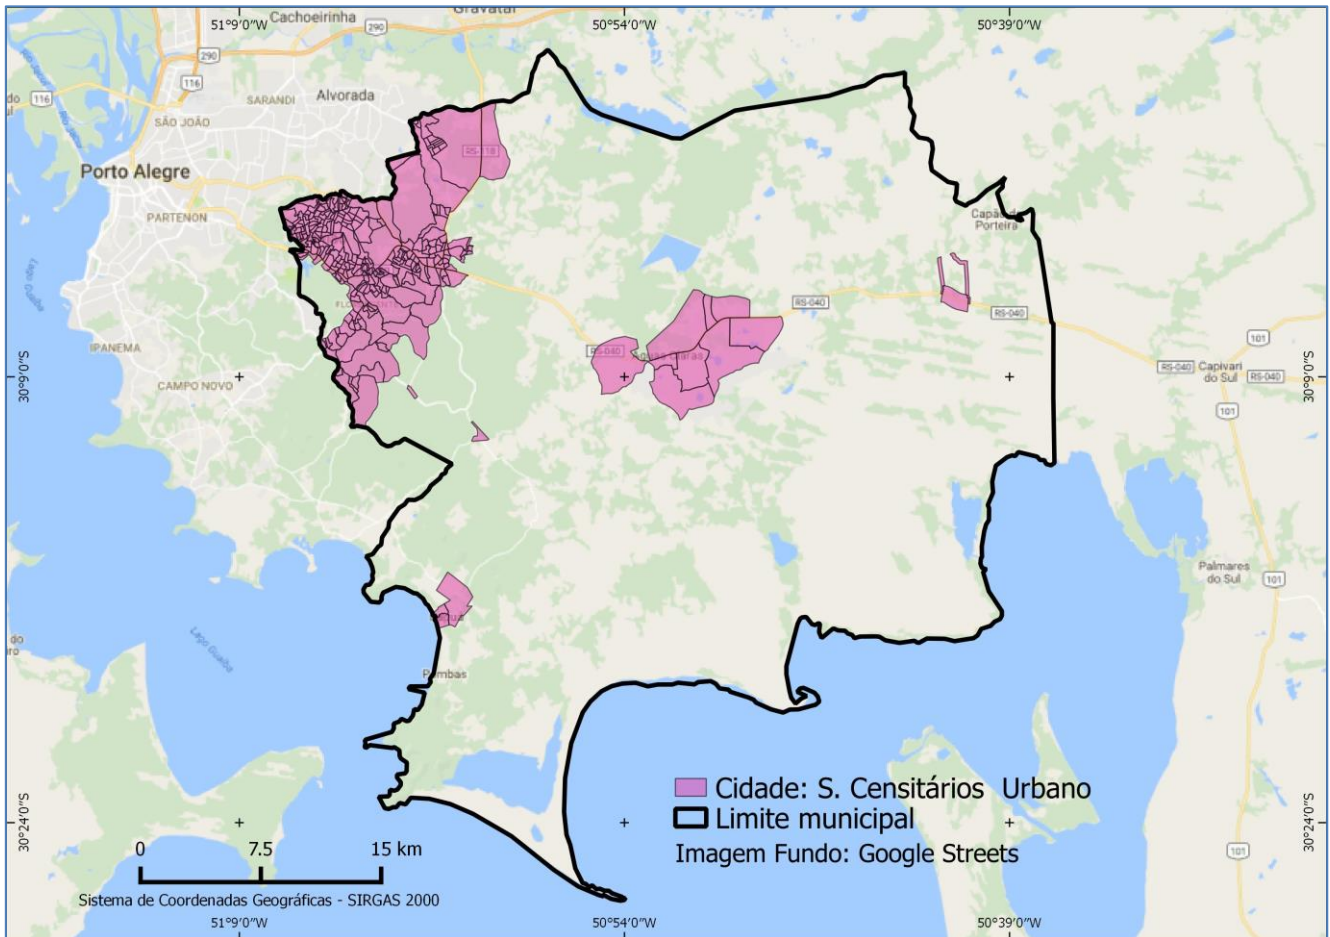 51°9'0"W
50°54'0"W
50°39'0"W
Cachoeirinha
Gravataí
290
290
116
116
SARANDI
Alvorada
SÃO JOÃO
RS-118
Porto Alegre
PARTENON
Capão da
Porteira
Lago Guaíba
RS-040
RS-040
IPANEMA
RS-040
Águas Claras
101
30°9'0"S
30°9'0"S
CAMPO NOVO
RS-040
Capivari
do Sul
RS-040
101
Palmares
do Sul
101
Lago Guaíba
Pombas
Cidade: S. Censitários Urbano
Limite municipal
Imagem Fundo: Google Streets
30°24'0"S
30°24'0"S
101
0
7.5
15 km
Sistema de Coordenadas Geográficas - SIRGAS 2000
51°9'0"W
50°54'0"W
50°39'0"W